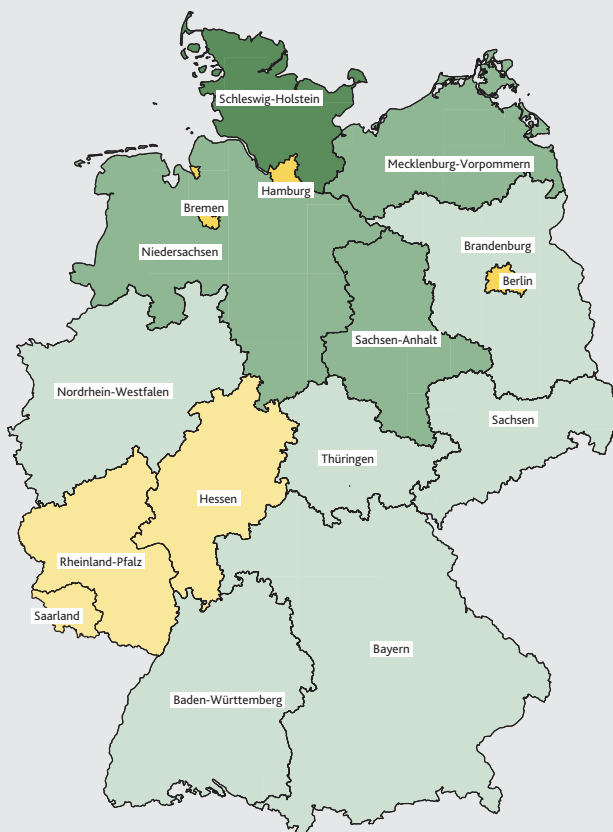 Schleswig-Holstein
Mecklenburg-Vorpommern
Hamburg
Bremen
Niedersachsen
Brandenburg
Berlin
Sachsen-Anhalt
Nordrhein-Westfalen
Sachsen
Thüringen
Hessen
Rheinland-Pfalz
Saarland
Bayern
Baden-Württemberg